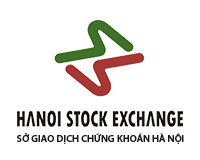 HANOI STOCK EXCHANGE
SỞ GIAO DỊCH CHỨNG KHOÁN HÀ NỘI